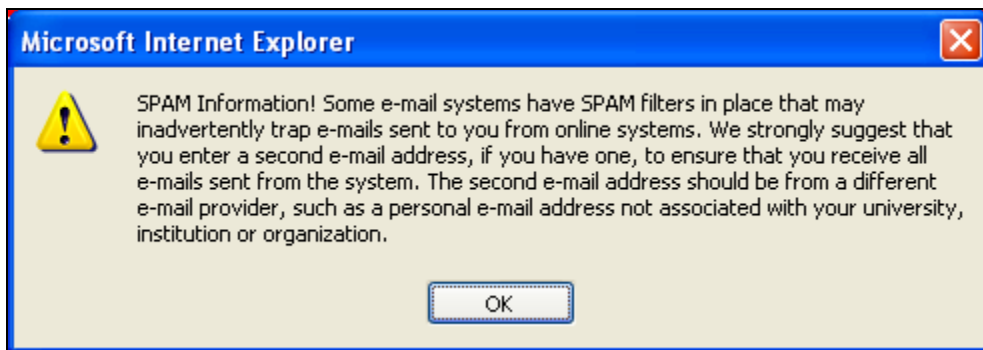 Microsoft Internet Explorer
SPAM Information! Some e-mail systems have SPAM filters in place that may
inadvertently trap e-mails sent to you from online systems. We strongly suggest that
you enter a second e-mail address, if you have one, to ensure that you receive all
e-mails sent from the system. The second e-mail address should be from a different
e-mail provider, such as a personal e-mail address not associated with your university,
institution or organization.
OK